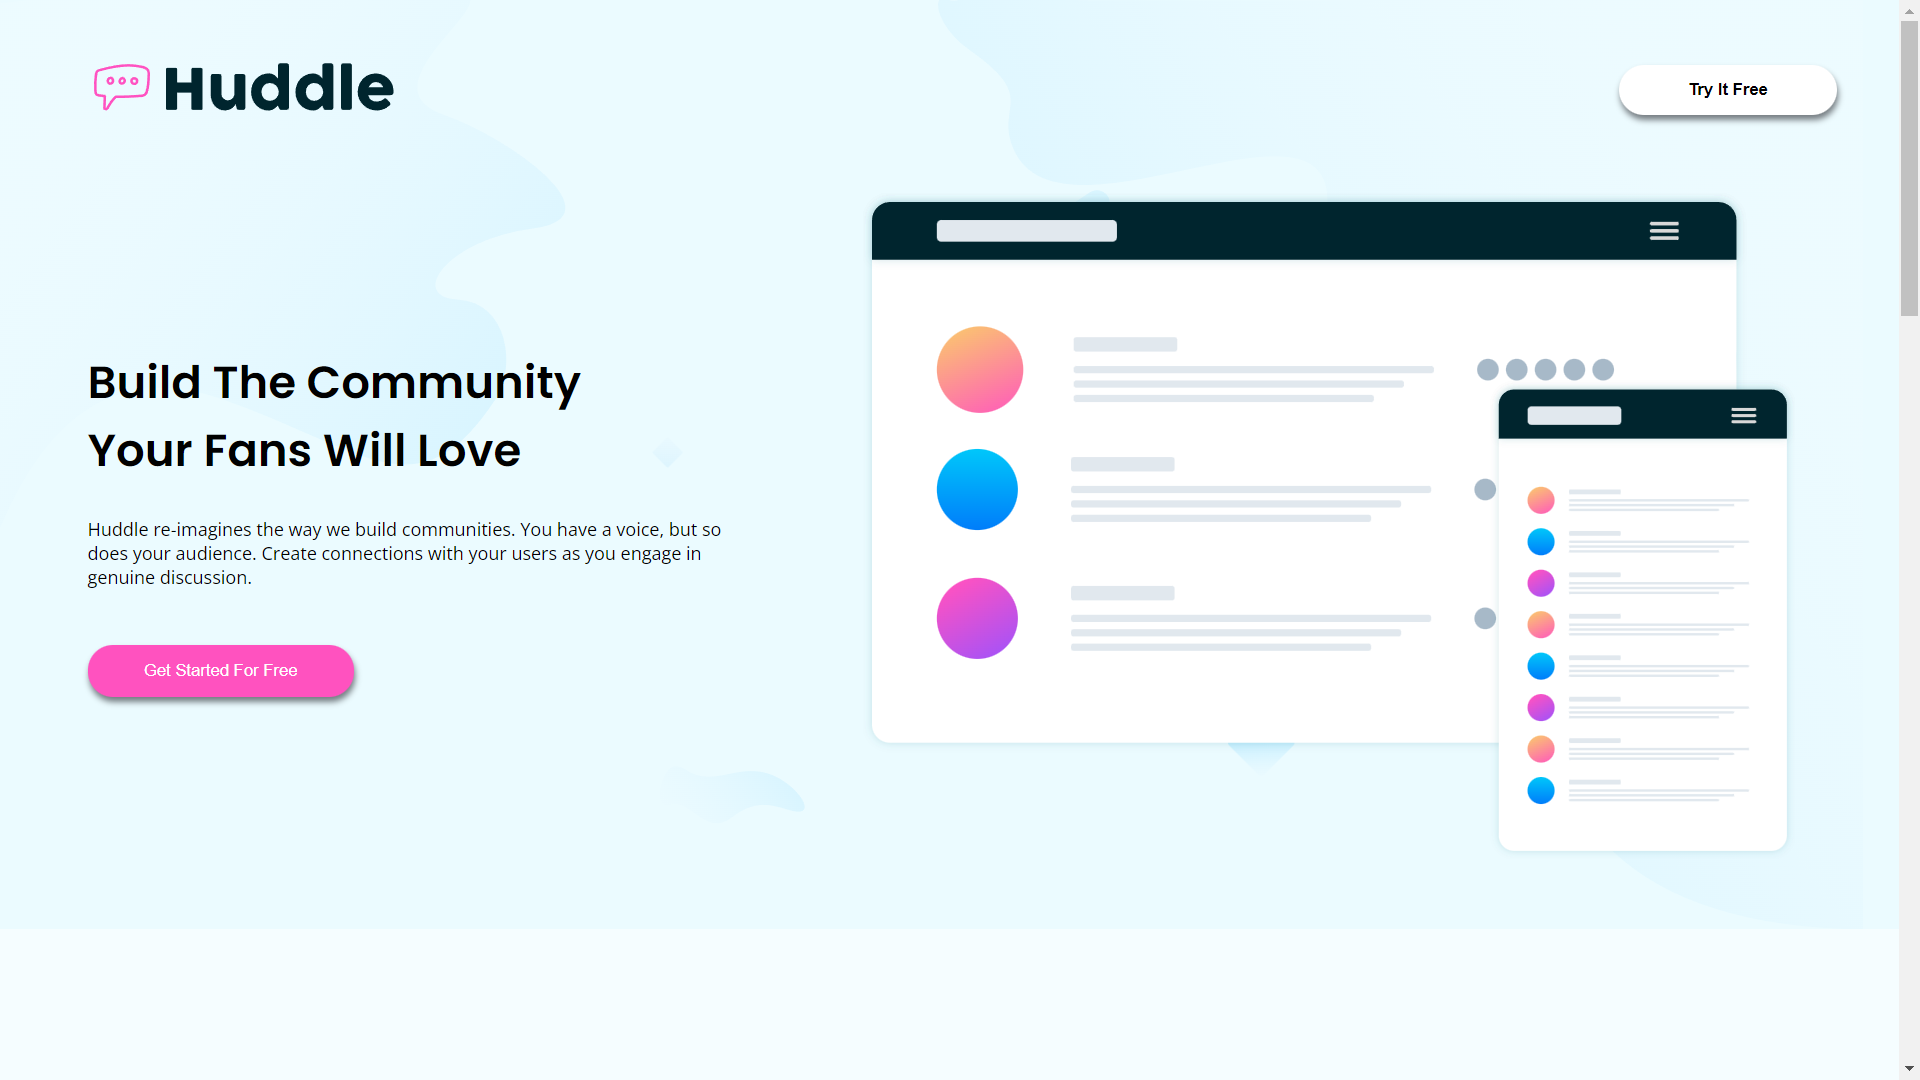 Huddle
Try It Free
Build The Community
Your Fans Will Love
Huddle re-imagines the way we build communities. You have a voice, but so
does your audience. Create connections with your users as you engage in
genuine discussion.
Get Started For Free